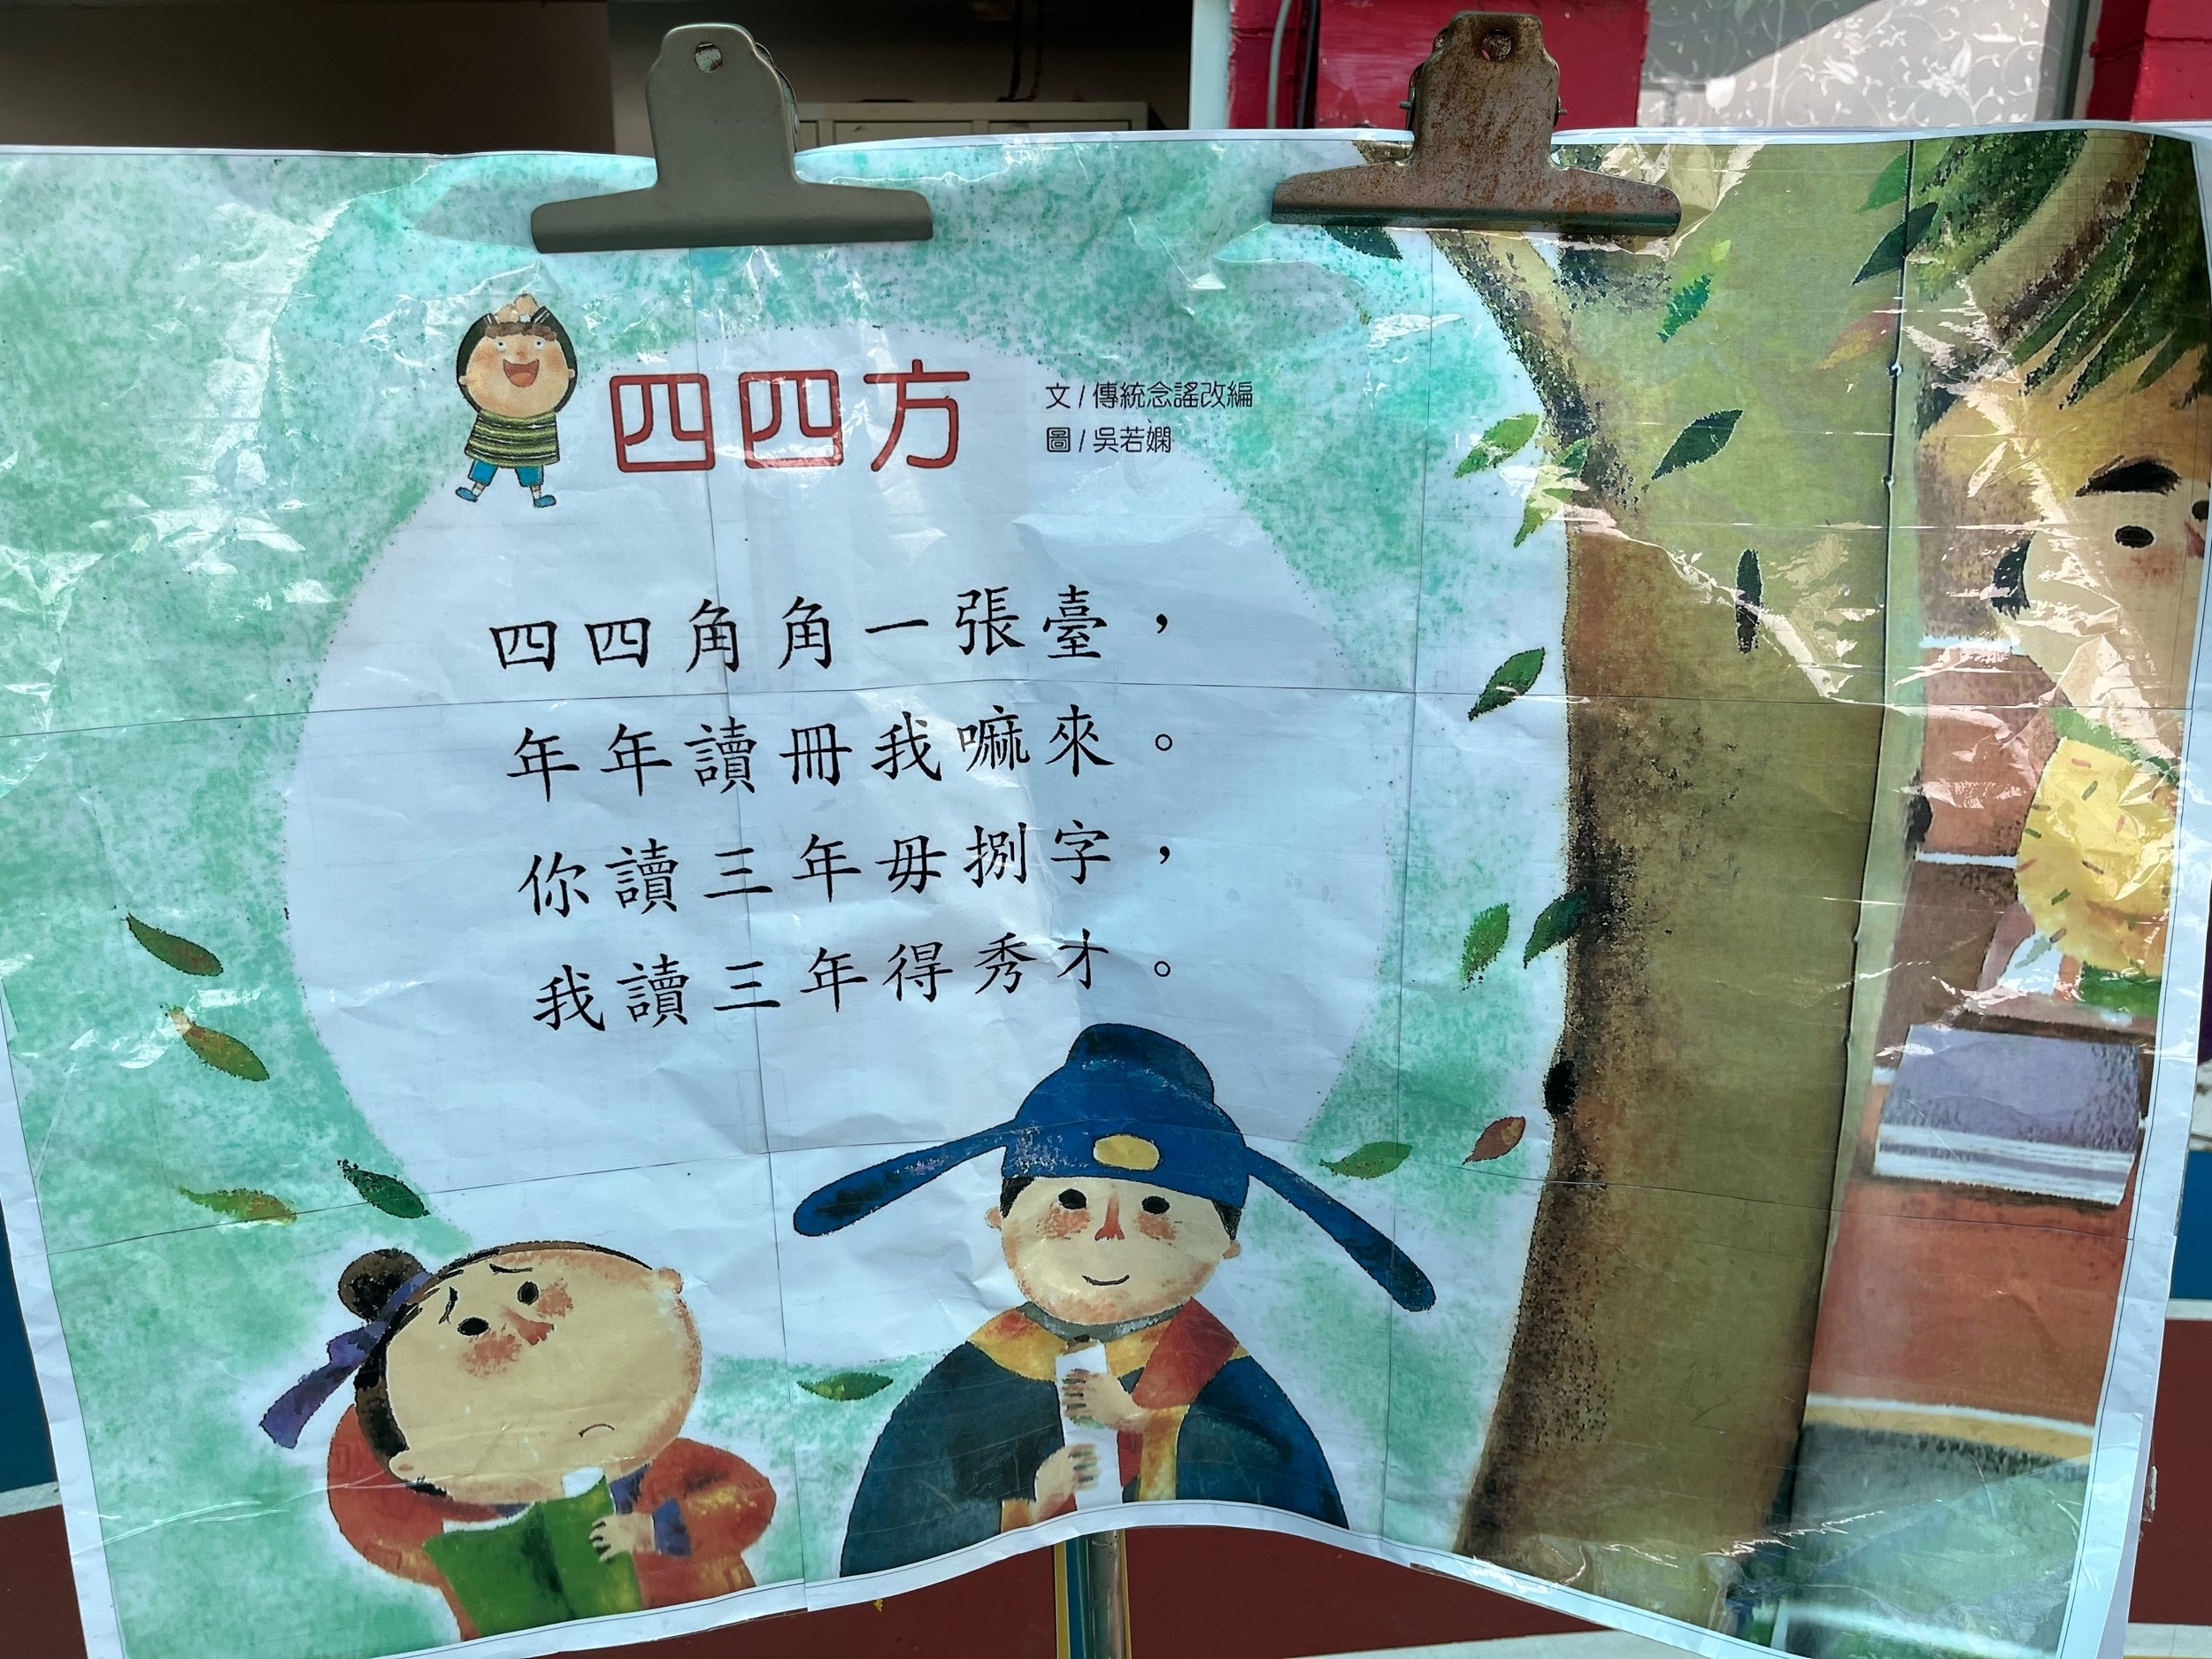 四四方
文/傳統念謠改編
圖/吳若嫻
四四角角一張臺，
年年讀冊我嘛來。
你讀三年毋捌字，
我讀三年得秀才。